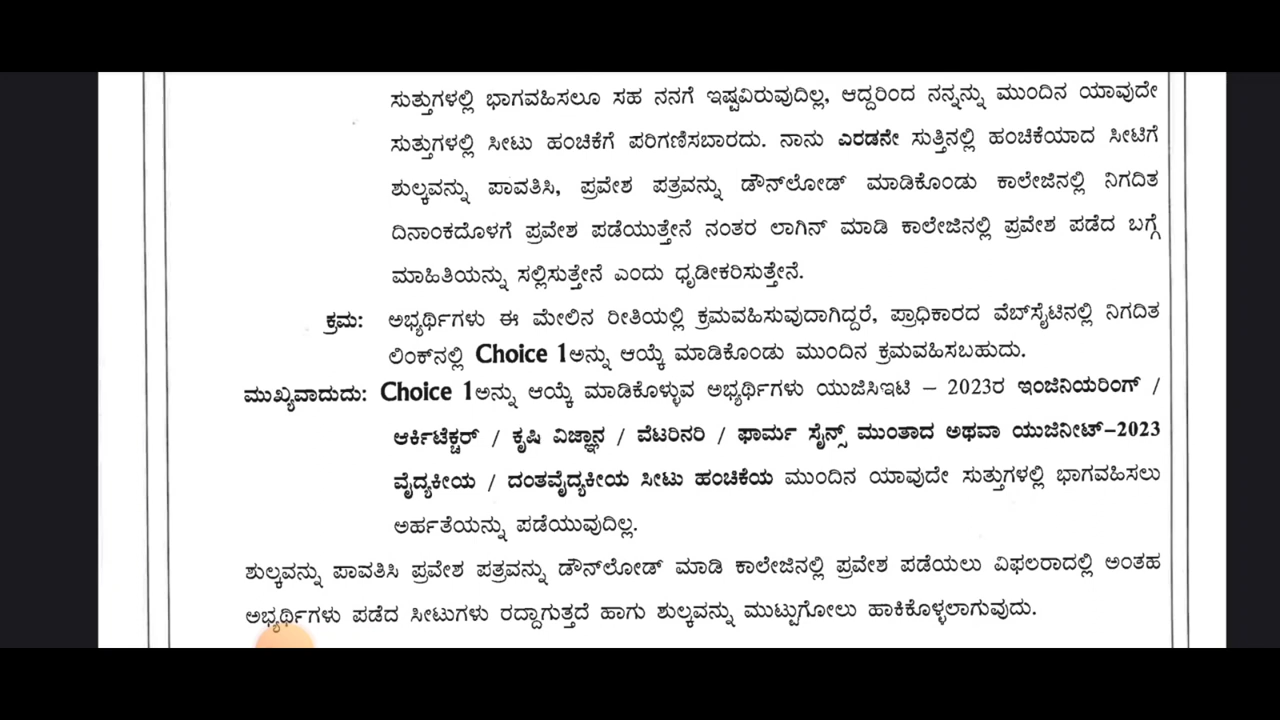 ಸುತ್ತುಗಳಲ್ಲಿ ಭಾಗವಹಿಸಲೂ ಸಹ ನನಗೆ ಇಷ್ಟವಿರುವುದಿಲ್ಲ, ಆದ್ದರಿಂದ ನನ್ನನ್ನು ಮುಂದಿನ ಯಾವುದೇ
ಸುತ್ತುಗಳಲ್ಲಿ ಸೀಟು ಹಂಚಿಕೆಗೆ ಪರಿಗಣಿಸಬಾರದು. ನಾನು ಎರಡನೇ ಸುತ್ತಿನಲ್ಲಿ ಹಂಚಿಕೆಯಾದ ಸೀಟಿಗೆ
ಶುಲ್ಕವನ್ನು ಪಾವತಿಸಿ, ಪ್ರವೇಶ ಪತ್ರವನ್ನು ಡೌನ್‌ಲೋಡ್ ಮಾಡಿಕೊಂಡು ಕಾಲೇಜಿನಲ್ಲಿ ನಿಗದಿತ
ದಿನಾಂಕದೊಳಗೆ ಪ್ರವೇಶ ಪಡೆಯುತ್ತೇನೆ ನಂತರ ಲಾಗಿನ್ ಮಾಡಿ ಕಾಲೇಜಿನಲ್ಲಿ ಪ್ರವೇಶ ಪಡೆದ ಬಗ್ಗೆ
ಮಾಹಿತಿಯನ್ನು ಸಲ್ಲಿಸುತ್ತೇನೆ ಎಂದು ಧೃಡೀಕರಿಸುತ್ತೇನೆ.
ಕ್ರಮ: ಅಭ್ಯರ್ಥಿಗಳು ಈ ಮೇಲಿನ ರೀತಿಯಲ್ಲಿ ಕ್ರಮವಹಿಸುವುದಾಗಿದ್ದರೆ, ಪ್ರಾಧಿಕಾರದ ವೆಬ್‌ಸೈಟಿನಲ್ಲಿ ನಿಗದಿತ
ಲಿಂಕ್‌ನಲ್ಲಿ Choice 1ಅನ್ನು ಆಯ್ಕೆ ಮಾಡಿಕೊಂಡು ಮುಂದಿನ ಕ್ರಮವಹಿಸಬಹುದು.
ಮುಖ್ಯವಾದುದು: Choice 1ಅನ್ನು ಆಯ್ಕೆ ಮಾಡಿಕೊಳ್ಳುವ ಅಭ್ಯರ್ಥಿಗಳು ಯುಜಿಸಿಇಟಿ – 2023ರ ಇಂಜಿನಿಯರಿಂಗ್ /
ಆರ್ಕಿಟೆಕ್ಚರ್ / ಕೃಷಿ ವಿಜ್ಞಾನ / ವೆಟರಿನರಿ / ಫಾರ್ಮ ಸೈನ್ಸ್ ಮುಂತಾದ ಅಥವಾ ಯುಜಿನೀಟ್-2023
ವೈದ್ಯಕೀಯ / ದಂತವೈದ್ಯಕೀಯ ಸೀಟು ಹಂಚಿಕೆಯ ಮುಂದಿನ ಯಾವುದೇ ಸುತ್ತುಗಳಲ್ಲಿ ಭಾಗವಹಿಸಲು
ಅರ್ಹತೆಯನ್ನು ಪಡೆಯುವುದಿಲ್ಲ.
ಶುಲ್ಕವನ್ನು ಪಾವತಿಸಿ ಪ್ರವೇಶ ಪತ್ರವನ್ನು ಡೌನ್‌ಲೋಡ್ ಮಾಡಿ ಕಾಲೇಜಿನಲ್ಲಿ ಪ್ರವೇಶ ಪಡೆಯಲು ವಿಫಲರಾದಲ್ಲಿ ಅಂತಹ
ಅಭ್ಯರ್ಥಿಗಳು ಪಡೆದ ಸೀಟುಗಳು ರದ್ದಾಗುತ್ತದೆ ಹಾಗು ಶುಲ್ಕವನ್ನು ಮುಟ್ಟುಗೋಲು ಹಾಕಿಕೊಳ್ಳಲಾಗುವುದು.